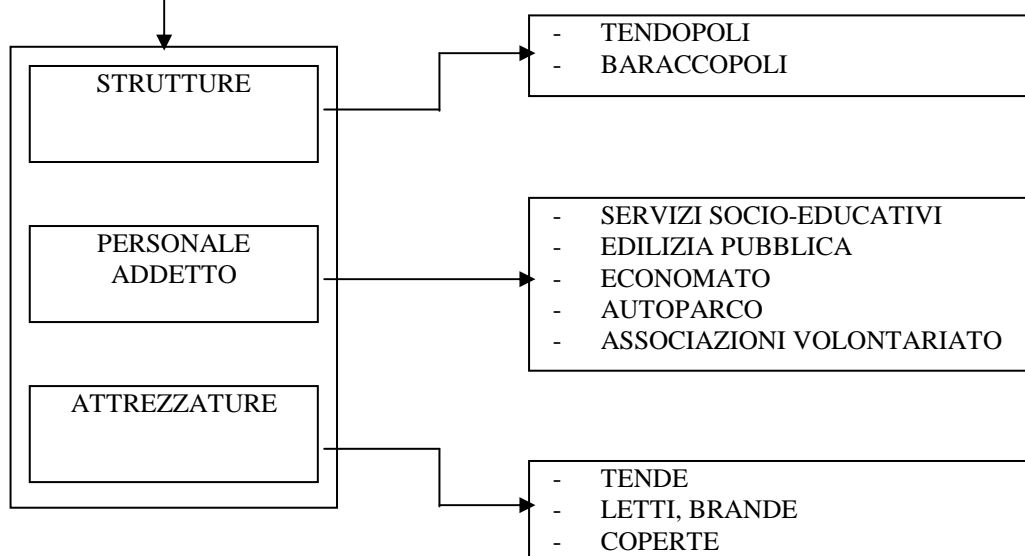 STRUTTURE
- TENDOPOLI
- BARACCOPOLI
PERSONALE
ADDETTO
- SERVIZI SOCIO-EDUCATIVI
- EDILIZIA PUBBLICA
- ECONOMATO
- AUTOPARCO
- ASSOCIAZIONI VOLONTARIATO
ATTREZZATURE
- TENDE
- LETTI, BRANDE
- COPERTE